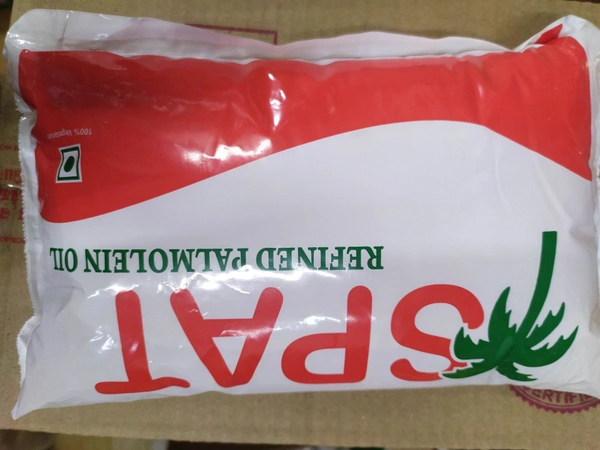 SPAT
REFINED PALMOLEIN OIL
100% Vegetarian